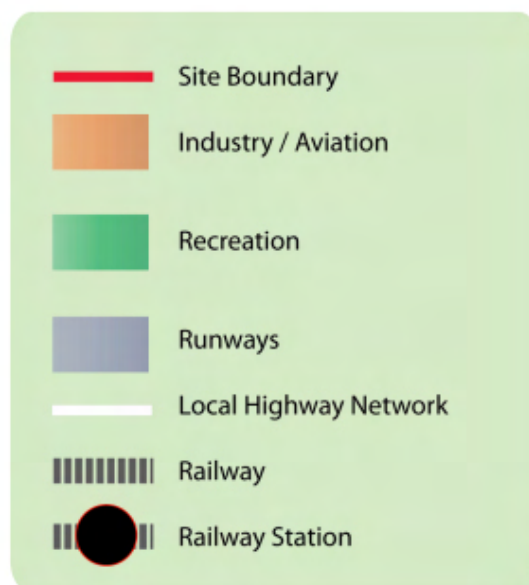 Site Boundary
Industry / Aviation
Recreation
Runways
Local Highway Network
Railway
Railway Station